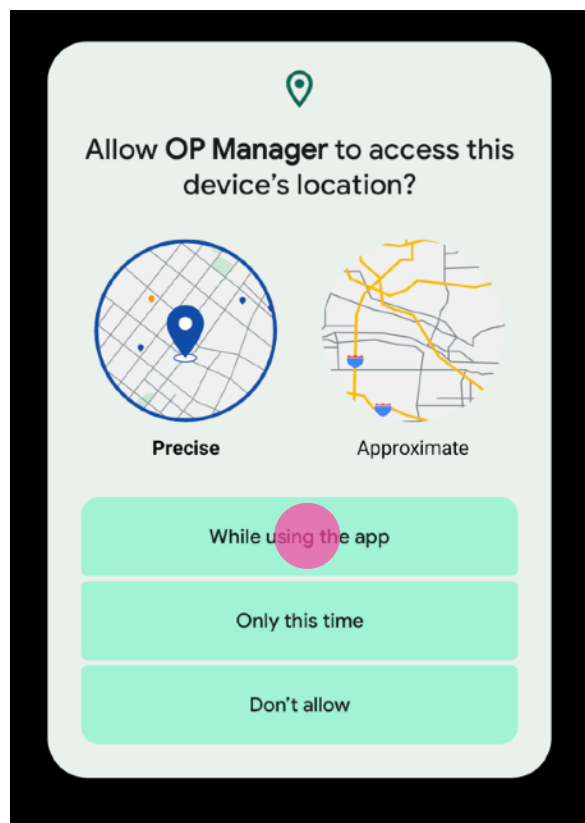 Allow OP Manager to access this
device's location?
Precise
Approximate
While using the app
Only this time
Don't allow